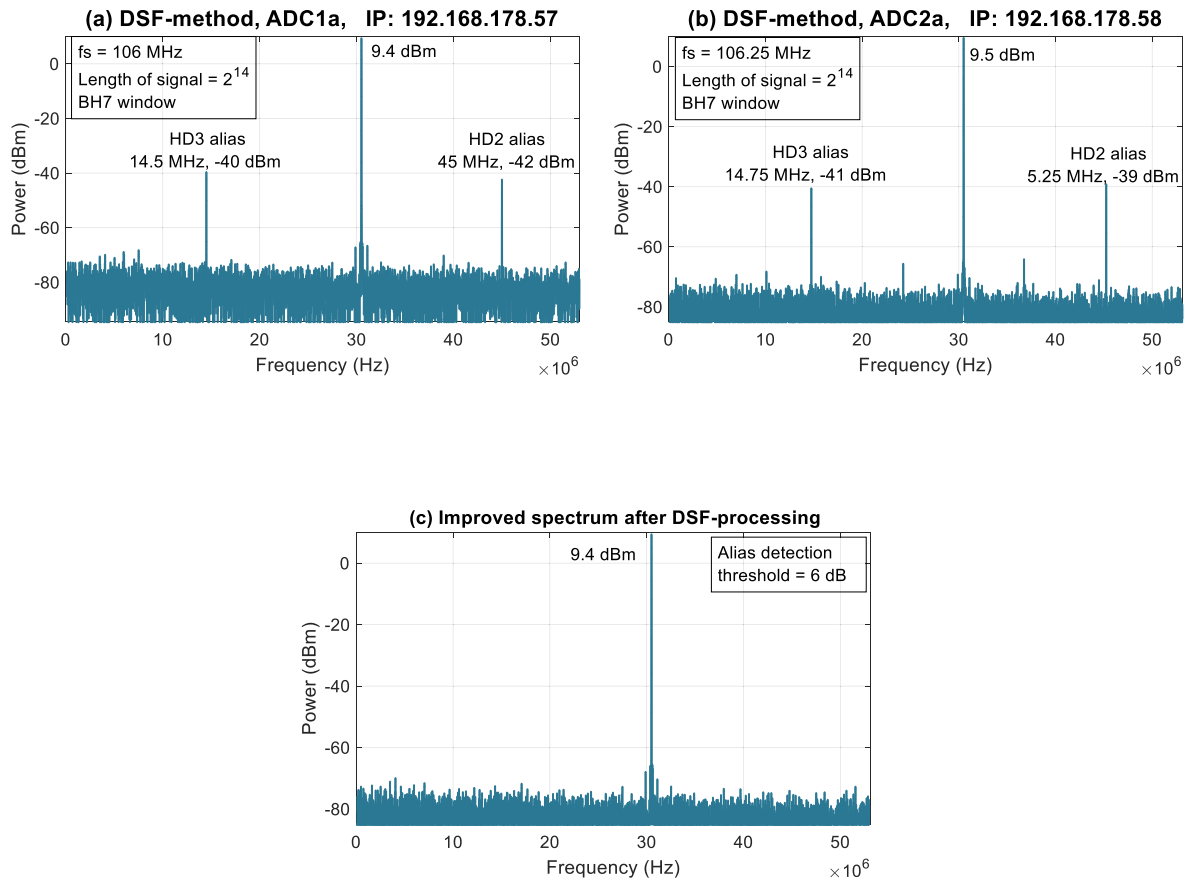 (a) DSF-method, ADC1a,   IP: 192.168.178.57
fs = 106 MHz
Length of signal = 2^14
BH7 window
9.4 dBm
HD3 alias
14.5 MHz, -40 dBm
HD2 alias
45 MHz, -42 dBm
Power (dBm)
0
-20
-40
-60
-80
0 10 20 30 40 50
Frequency (Hz)
×10^6
(b) DSF-method, ADC2a,   IP: 192.168.178.58
fs = 106.25 MHz
Length of signal = 2^14
BH7 window
9.5 dBm
HD3 alias
14.75 MHz, -41 dBm
HD2 alias
5.25 MHz, -39 dBm
Power (dBm)
0
-20
-40
-60
-80
0 10 20 30 40 50
Frequency (Hz)
×10^6
(c) Improved spectrum after DSF-processing
9.4 dBm
Alias detection
threshold = 6 dB
Power (dBm)
0
-20
-40
-60
-80
0 10 20 30 40 50
Frequency (Hz)
×10^6